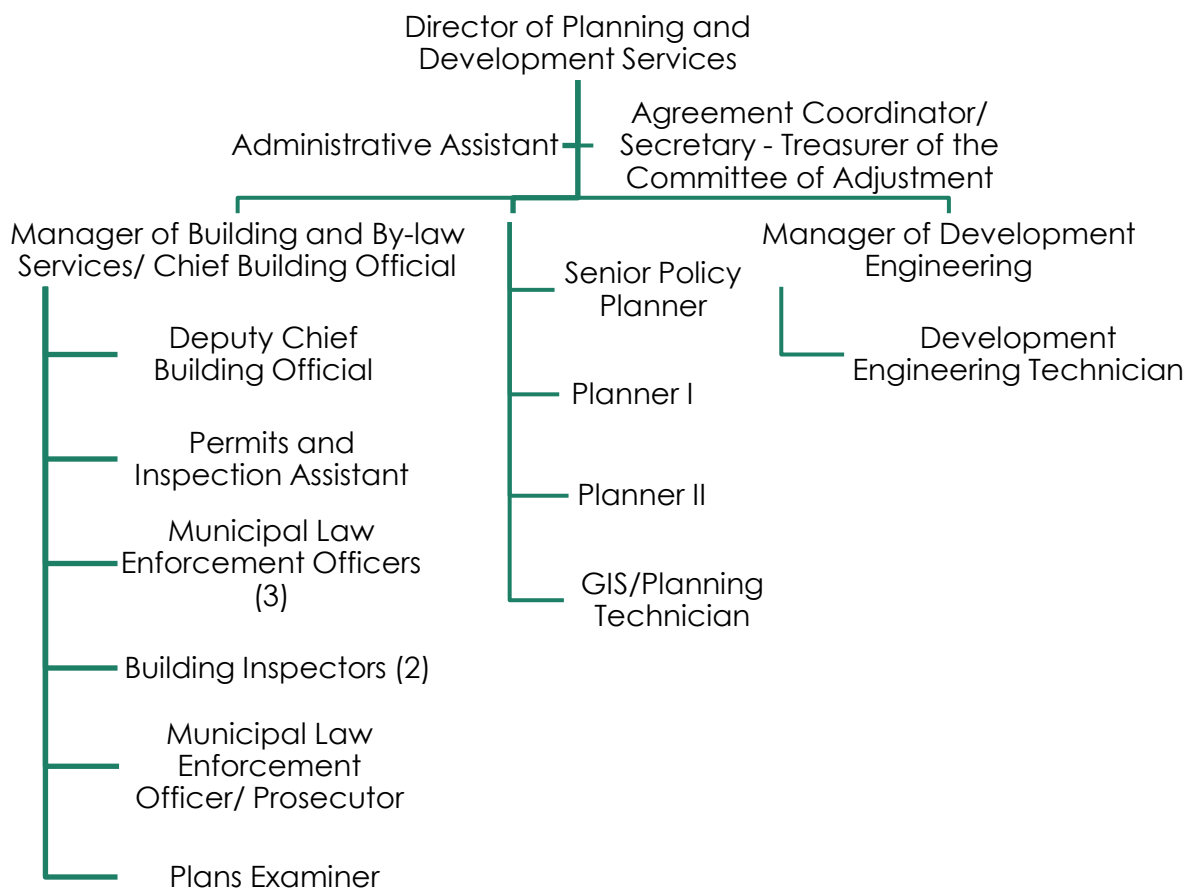 Director of Planning and
Development Services
Administrative Assistant
Agreement Coordinator/
Secretary - Treasurer of the
Committee of Adjustment
Manager of Building and By-law
Services/ Chief Building Official
Deputy Chief
Building Official
Permits and
Inspection Assistant
Municipal Law
Enforcement Officers
(3)
Building Inspectors (2)
Municipal Law
Enforcement
Officer/ Prosecutor
Plans Examiner
Senior Policy
Planner
Planner I
Planner II
GIS/Planning
Technician
Manager of Development
Engineering
Development
Engineering Technician